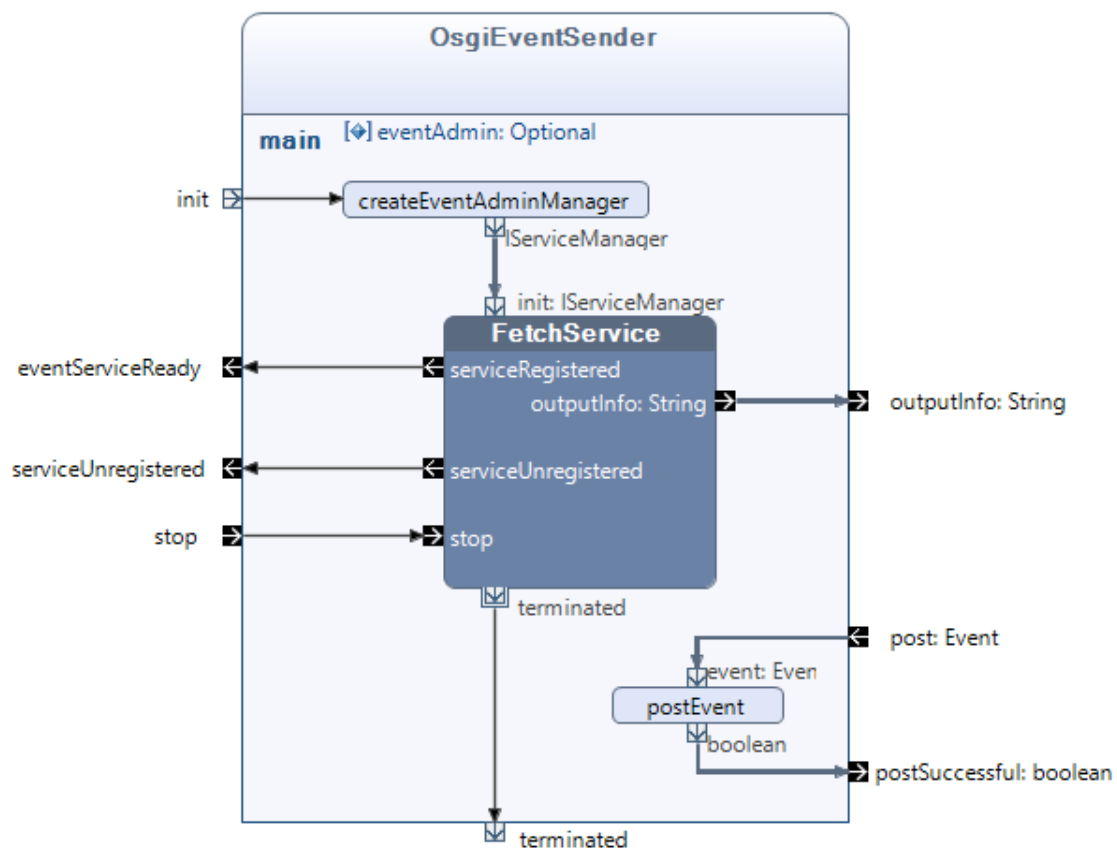 OsgiEventSender
main
eventAdmin: Optional
init
createEventAdminManager
IServiceManager
init: IServiceManager
FetchService
eventServiceReady
serviceRegistered
outputInfo: String
outputInfo: String
serviceUnregistered
serviceUnregistered
stop
stop
terminated
post: Event
event: Even
postEvent
boolean
postSuccessful: boolean
terminated